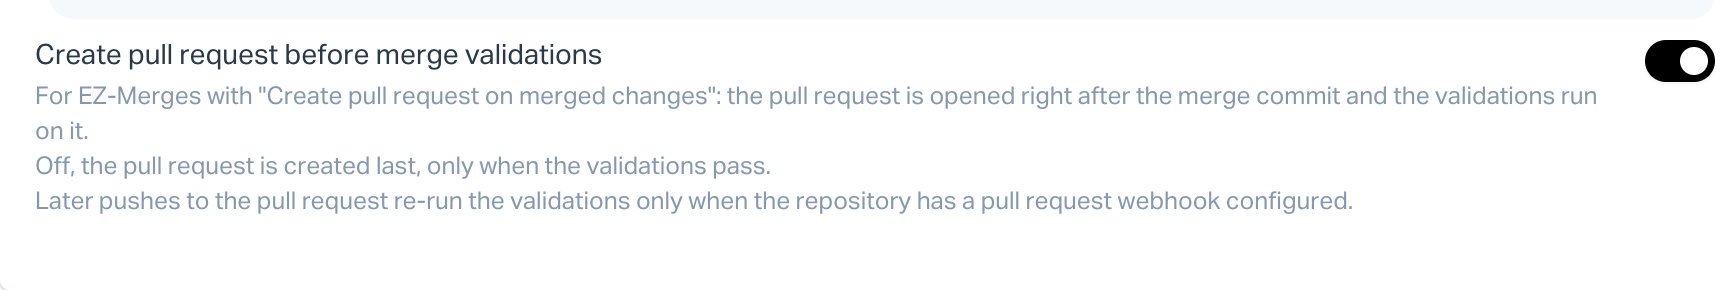 Create pull request before merge validations
For EZ-Merges with "Create pull request on merged changes": the pull request is opened right after the merge commit and the validations run
on it.
Off, the pull request is created last, only when the validations pass.
Later pushes to the pull request re-run the validations only when the repository has a pull request webhook configured.